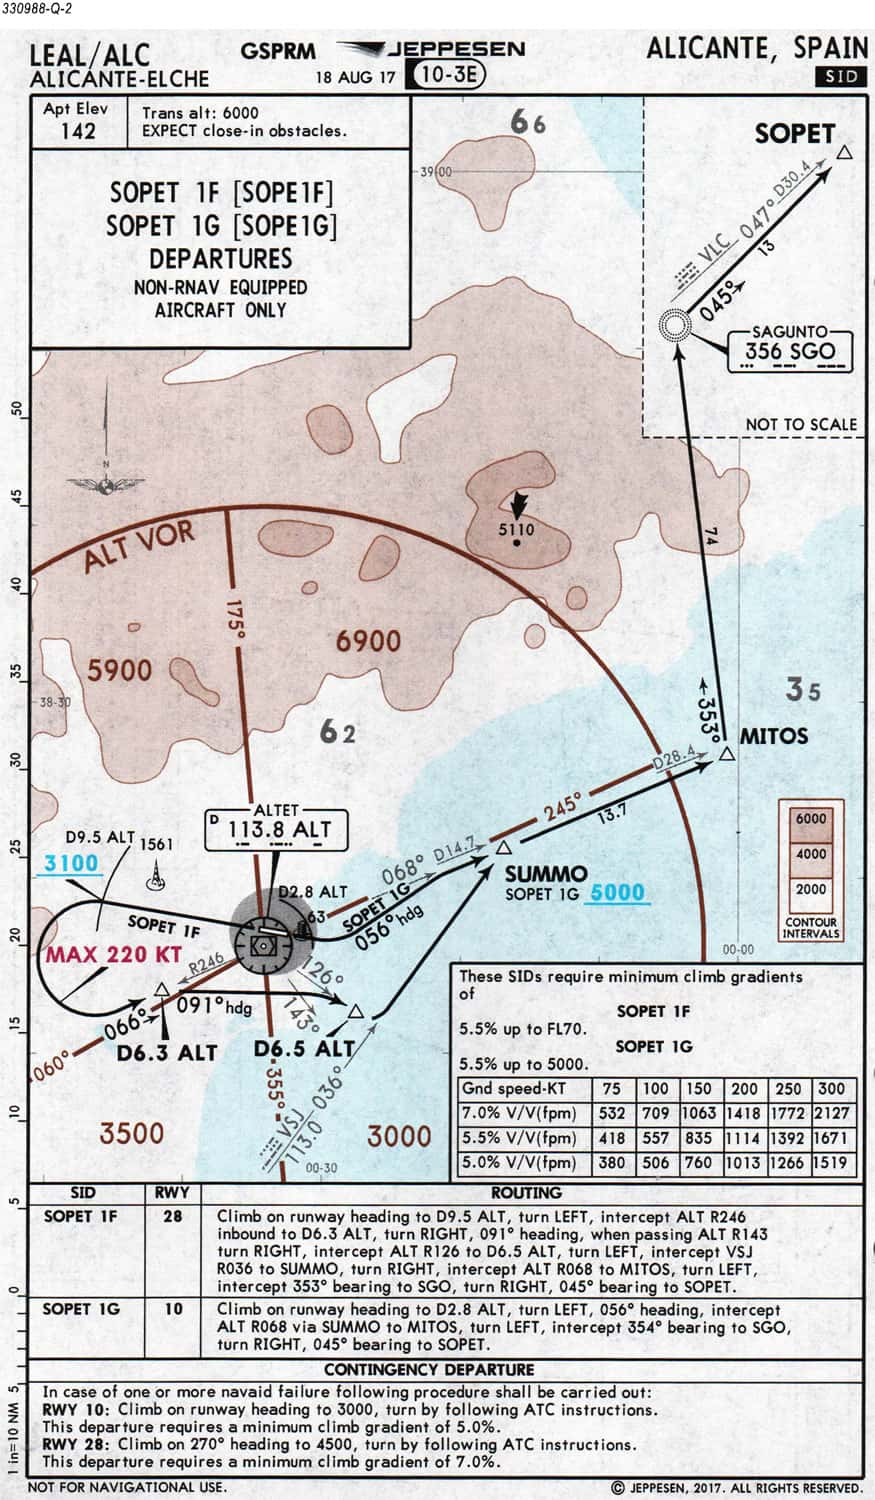 330988-Q-2
LEAL/ALC
ALICANTE-ELCHE
GSPRM
JEPPESEN
18 AUG 17
10-3E
ALICANTE, SPAIN
SID
Apt Elev
142
Trans alt: 6000
EXPECT close-in obstacles.
SOPET 1F [SOPE1F]
SOPET 1G [SOPE1G]
DEPARTURES
NON-RNAV EQUIPPED
AIRCRAFT ONLY
66
39-00
SOPET
VLC 047° D30.4
13
045°
SAGUNTO
356 SGO
NOT TO SCALE
50
45
40
35
30
25
20
15
10
5
0
5
1 in=10 NM
N
5110
ALT VOR
175°
74
5900
6900
38-30
62
35
353°
MITOS
D28.4
245°
13.7
ALTET
D 113.8 ALT
D9.5 ALT
1561
3100
068° D14.7
SUMMO
SOPET 1G 5000
D2.8 ALT
63
SOPET 1G
056° hdg
SOPET 1F
MAX 220 KT
R246
126°
143°
091° hdg
066°
D6.3 ALT
D6.5 ALT
060°
355°
036°
VSJ
113.0
3500
3000
00-30
00-00
6000
4000
2000
CONTOUR
INTERVALS
These SIDs require minimum climb gradients
of
SOPET 1F
5.5% up to FL70.
SOPET 1G
5.5% up to 5000.
Gnd speed-KT 75 100 150 200 250 300
7.0% V/V(fpm) 532 709 1063 1418 1772 2127
5.5% V/V(fpm) 418 557 835 1114 1392 1671
5.0% V/V(fpm) 380 506 760 1013 1266 1519
SID RWY ROUTING
SOPET 1F 28 Climb on runway heading to D9.5 ALT, turn LEFT, intercept ALT R246
inbound to D6.3 ALT, turn RIGHT, 091° heading, when passing ALT R143
turn RIGHT, intercept ALT R126 to D6.5 ALT, turn LEFT, intercept VSJ
R036 to SUMMO, turn RIGHT, intercept ALT R068 to MITOS, turn LEFT,
intercept 353° bearing to SGO, turn RIGHT, 045° bearing to SOPET.
SOPET 1G 10 Climb on runway heading to D2.8 ALT, turn LEFT, 056° heading, intercept
ALT R068 via SUMMO to MITOS, turn LEFT, intercept 354° bearing to SGO,
turn RIGHT, 045° bearing to SOPET.
CONTINGENCY DEPARTURE
In case of one or more navaid failure following procedure shall be carried out:
RWY 10: Climb on runway heading to 3000, turn by following ATC instructions.
This departure requires a minimum climb gradient of 5.0%.
RWY 28: Climb on 270° heading to 4500, turn by following ATC instructions.
This departure requires a minimum climb gradient of 7.0%.
NOT FOR NAVIGATIONAL USE.
© JEPPESEN, 2017. ALL RIGHTS RESERVED.